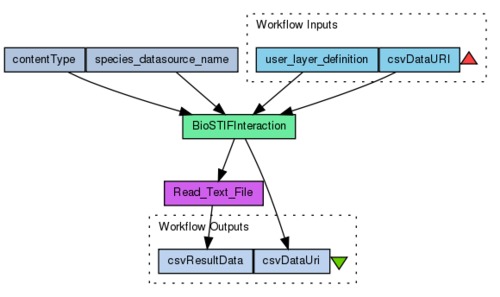 Workflow Inputs
contentType species_datasource_name user_layer_definition csvDataURI
BioSTIFInteraction
Read_Text_File
Workflow Outputs
csvResultData csvDataUri